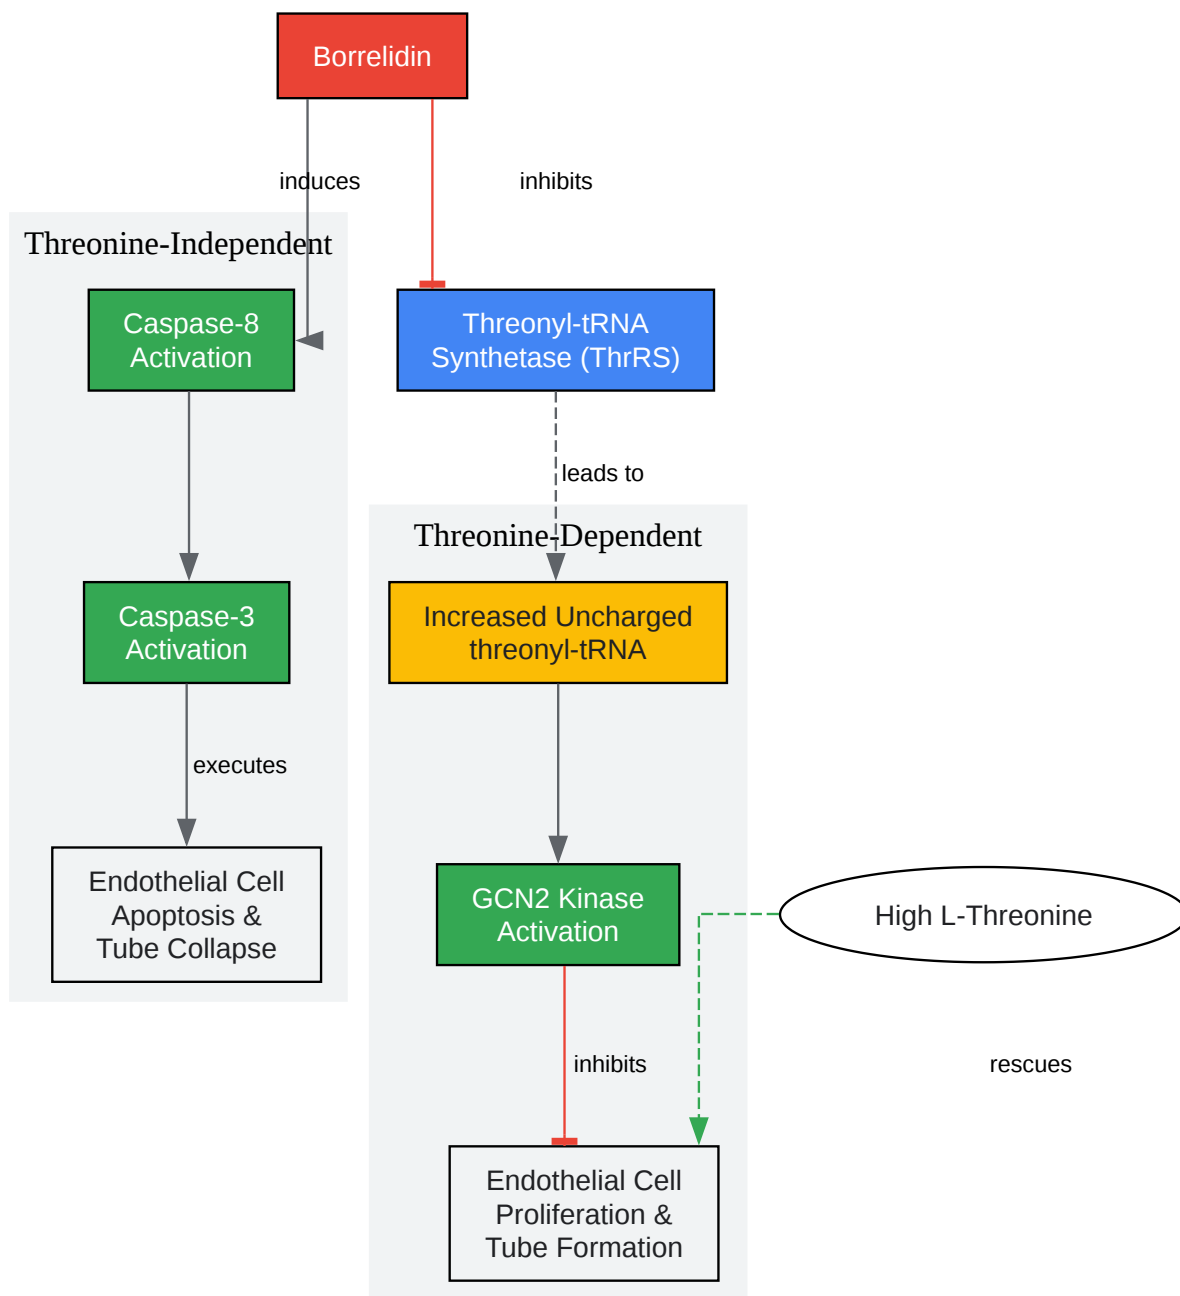 Borrelidin
induces
inhibits
Threonine-Independent
Caspase-8
Activation
Threonyl-tRNA
Synthetase (ThrRS)
leads to
Threonine-Dependent
Caspase-3
Activation
Increased Uncharged
threonyl-tRNA
executes
Endothelial Cell
Apoptosis &
Tube Collapse
GCN2 Kinase
Activation
High L-Threonine
inhibits
rescues
Endothelial Cell
Proliferation &
Tube Formation